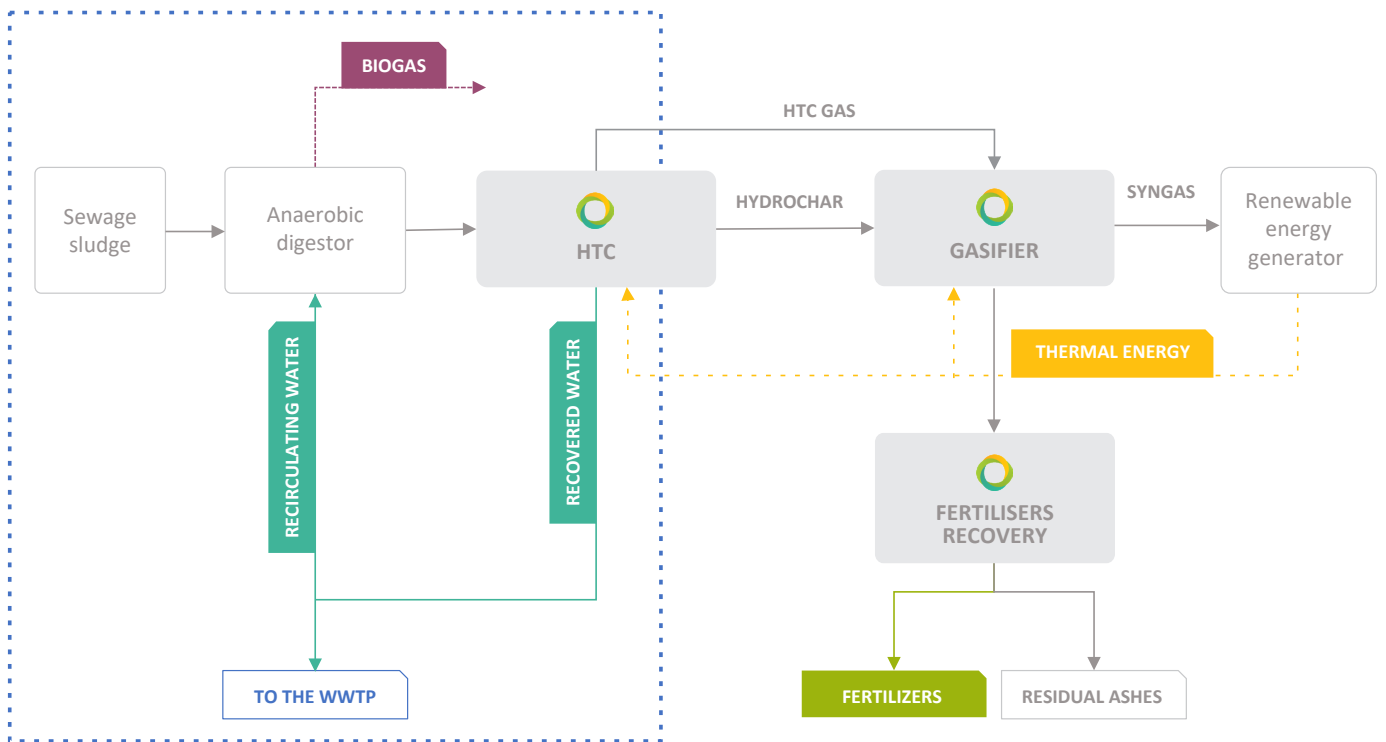 BIOGAS
HTC GAS
Sewage
sludge
Anaerobic
digestor
HTC
HYDROCHAR
GASIFIER
SYNGAS
Renewable
energy
generator
RECIRCULATING WATER
RECOVERED WATER
THERMAL ENERGY
FERTILISERS
RECOVERY
TO THE WWTP
FERTILIZERS
RESIDUAL ASHES